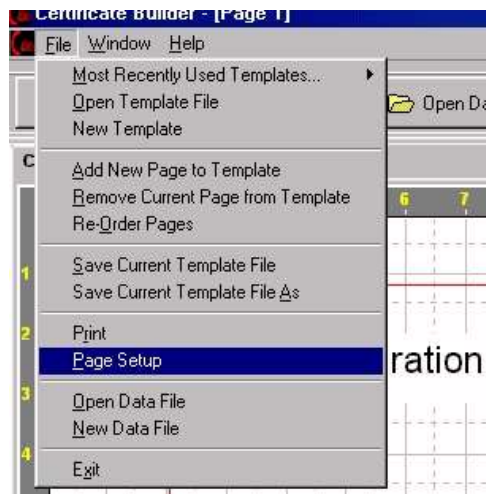 Certificate Builder - [Page 1]
File Window Help
Most Recently Used Templates...
Open Template File
Open Da
New Template
C
Add New Page to Template
Remove Current Page from Template
6 7
Re-Order Pages
Save Current Template File
1
Save Current Template File As
2
Print
Page Setup
ration
3
Open Data File
New Data File
4
Exit